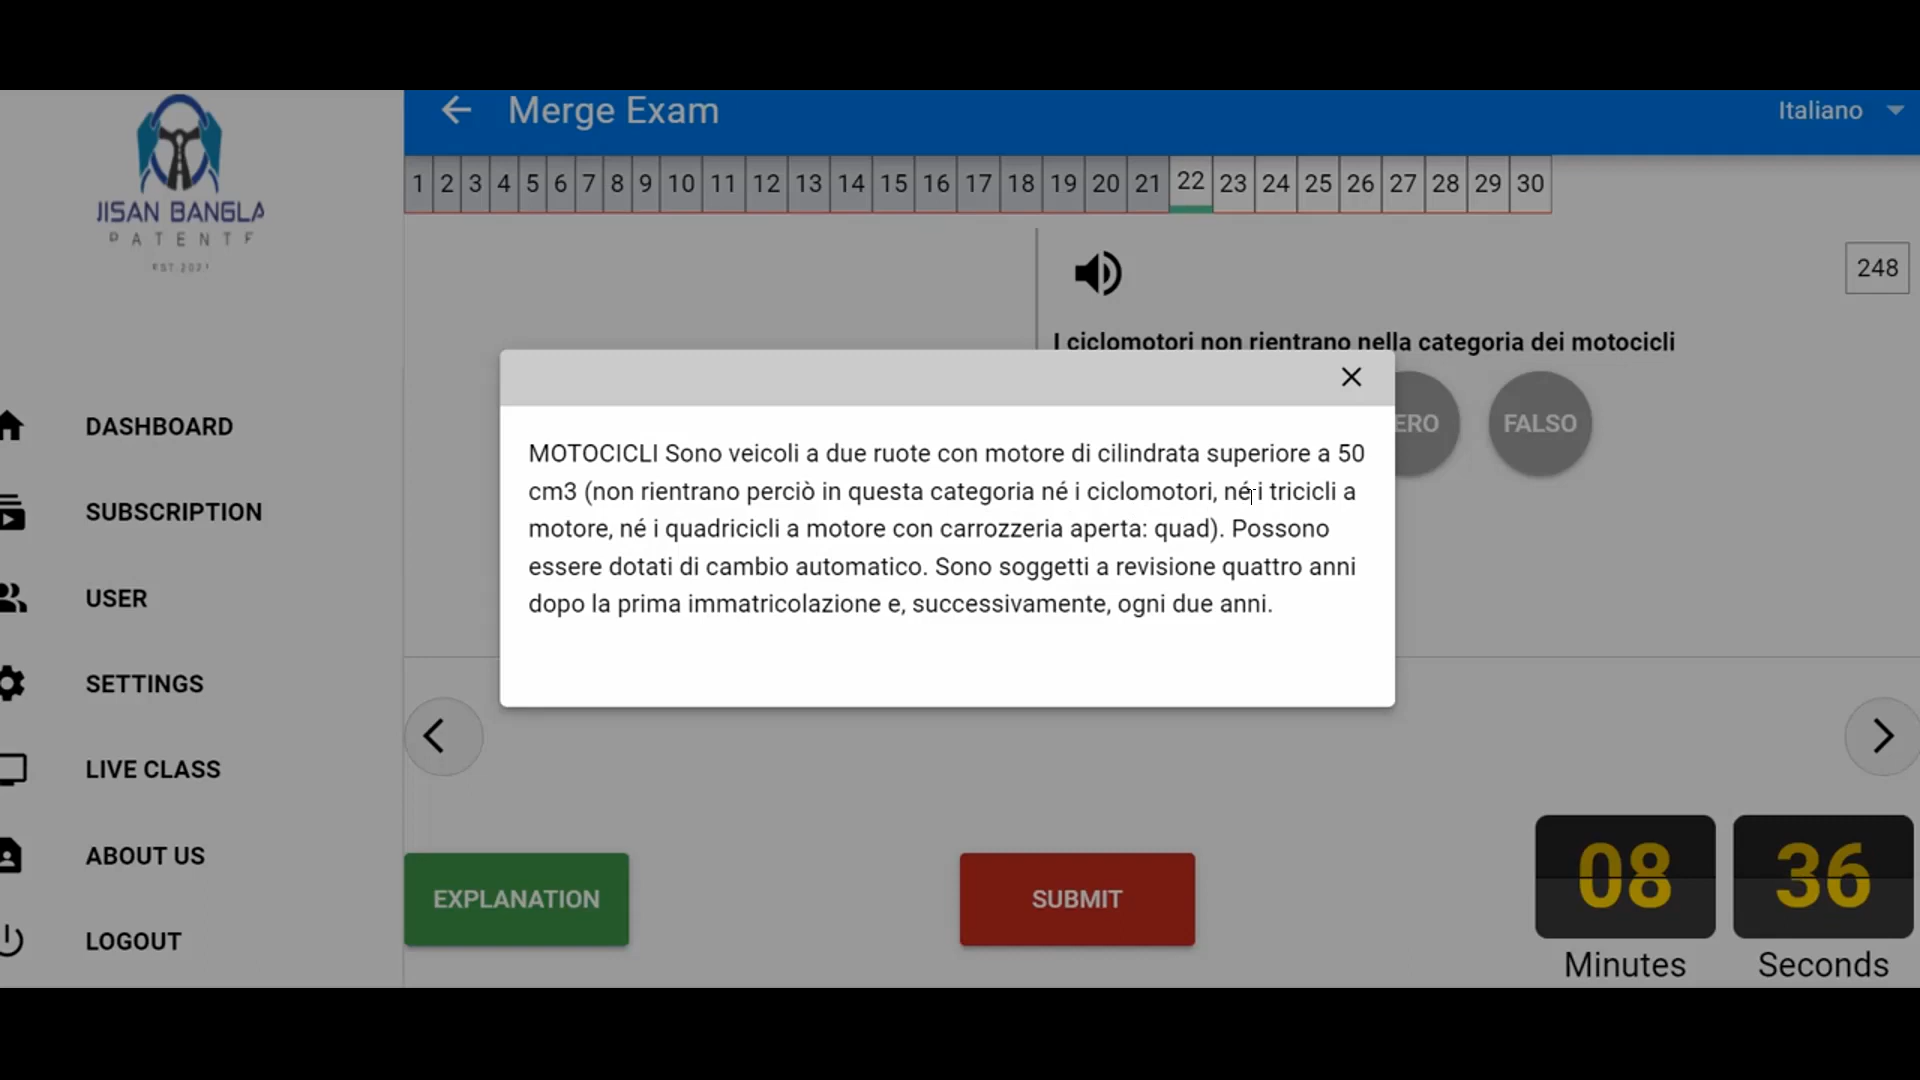 JISAN BANGLA
PATENTE
EST.2021
Merge Exam
Italiano
1 2 3 4 5 6 7 8 9 10 11 12 13 14 15 16 17 18 19 20 21 22 23 24 25 26 27 28 29 30
248
I ciclomotori non rientrano nella categoria dei motocicli
ERO
FALSO
MOTOCICLI Sono veicoli a due ruote con motore di cilindrata superiore a 50
cm3 (non rientrano perciò in questa categoria né i ciclomotori, né i tricicli a
motore, né i quadricicli a motore con carrozzeria aperta: quad). Possono
essere dotati di cambio automatico. Sono soggetti a revisione quattro anni
dopo la prima immatricolazione e, successivamente, ogni due anni.
DASHBOARD
SUBSCRIPTION
USER
SETTINGS
LIVE CLASS
ABOUT US
LOGOUT
EXPLANATION
SUBMIT
08
36
Minutes
Seconds